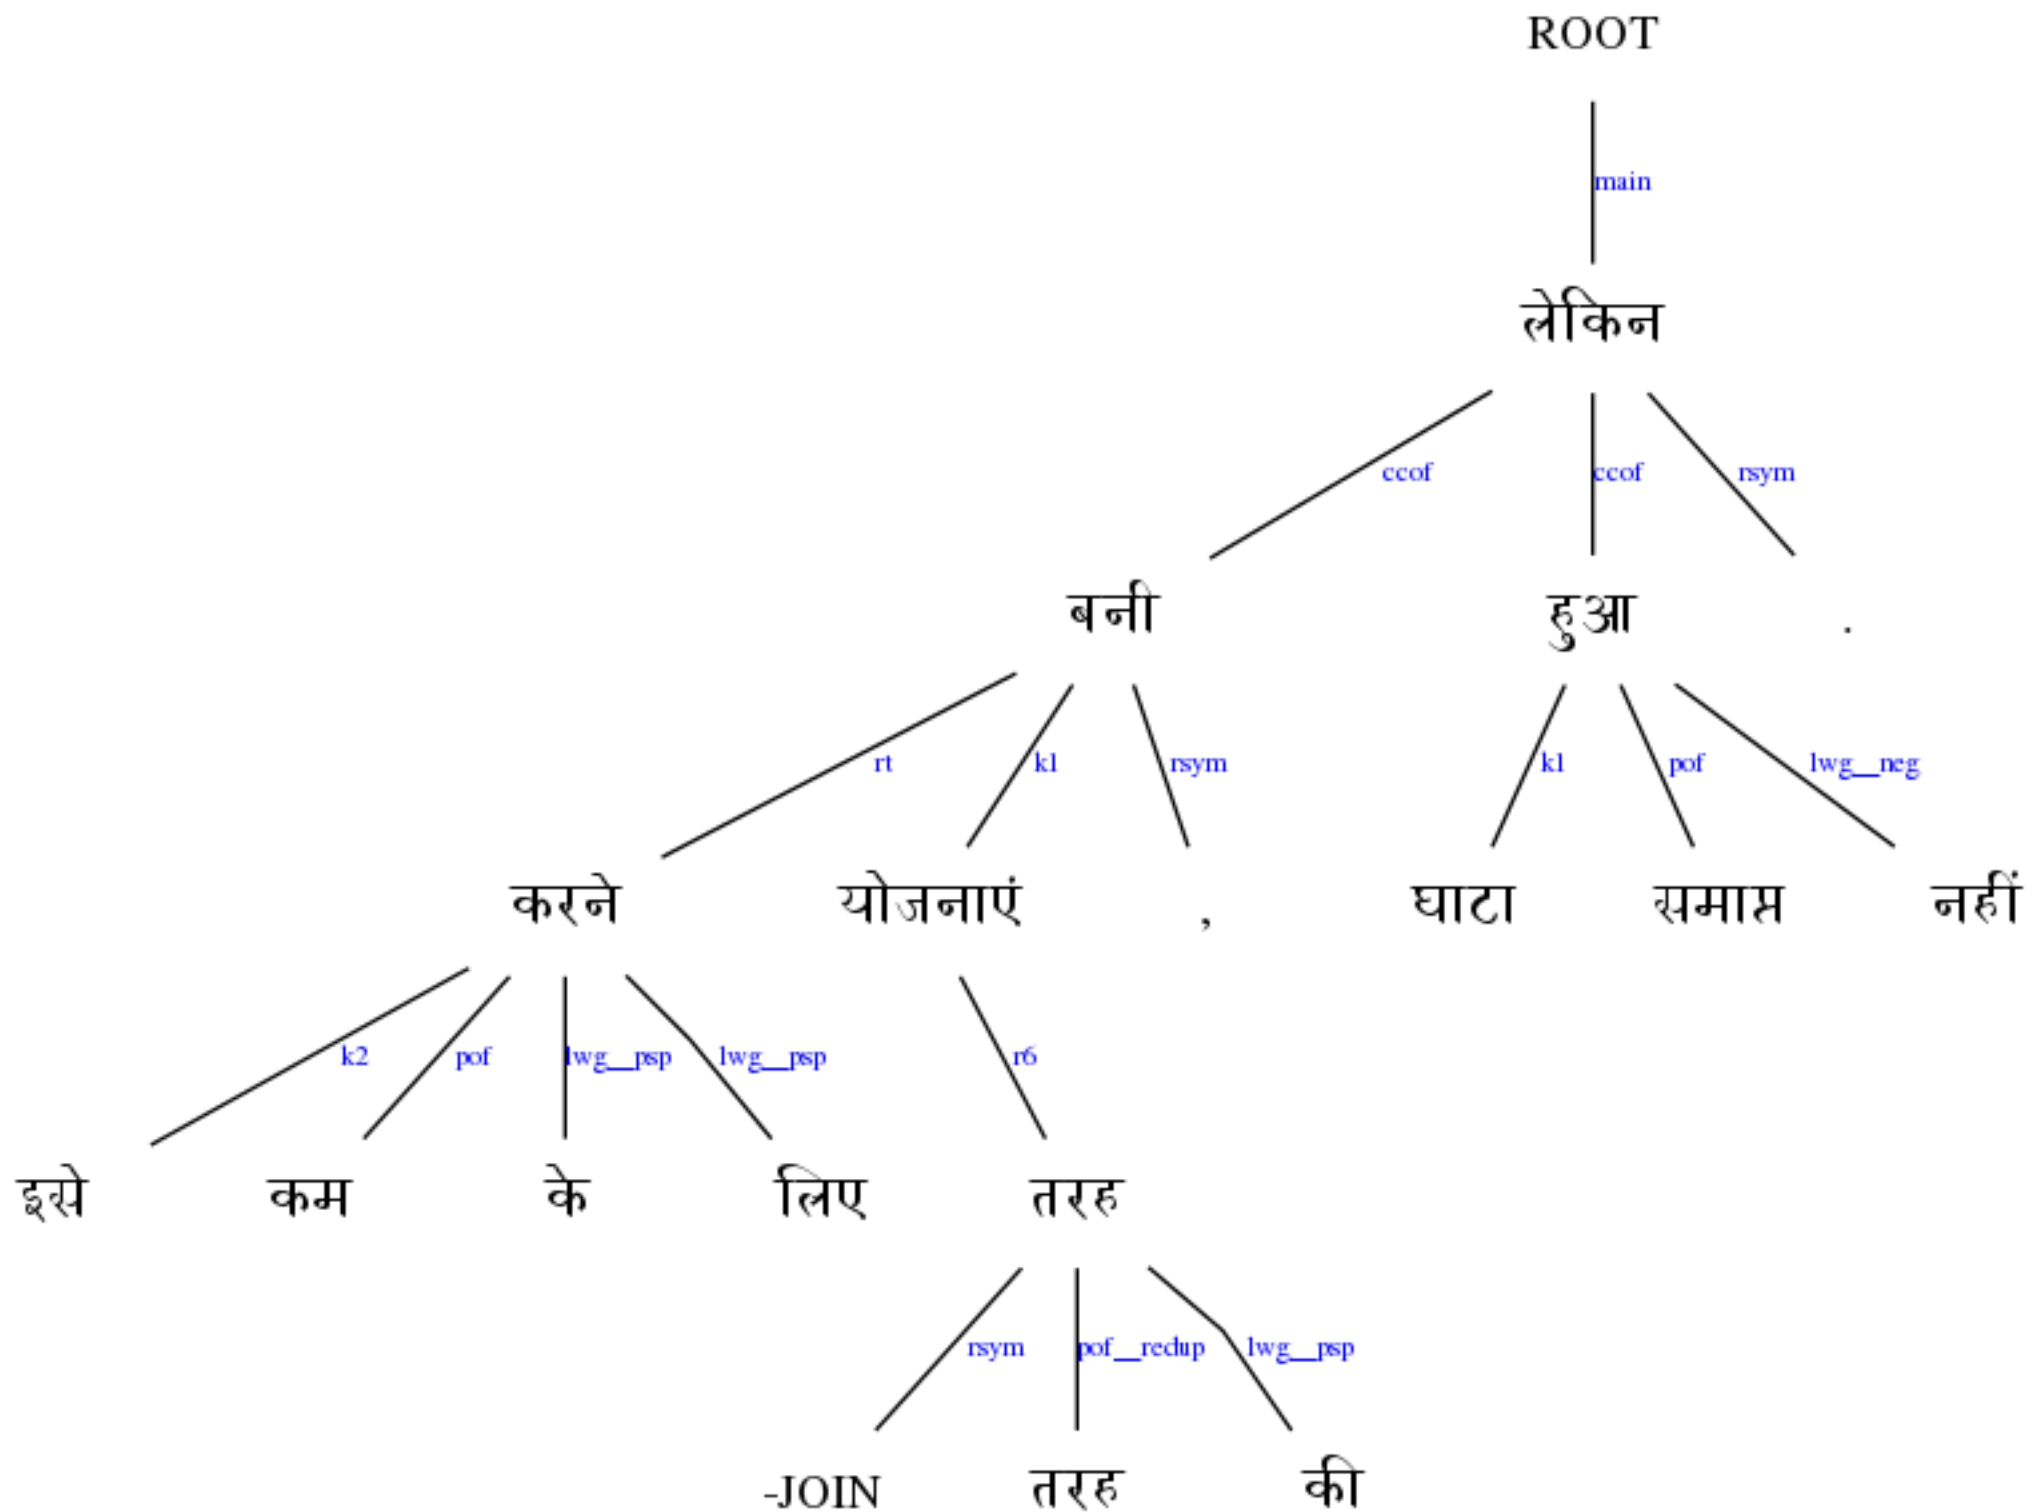 ROOT
main
लेकिन
ccof ccof rsym
बनी हुआ .
rt k1 rsym k1 pof lwg__neg
करने योजनाएं , घाटा समाप्त नहीं
k2 pof lwg__psp lwg__psp r6
इसे कम के लिए तरह
rsym pof__redup lwg__psp
-JOIN तरह की